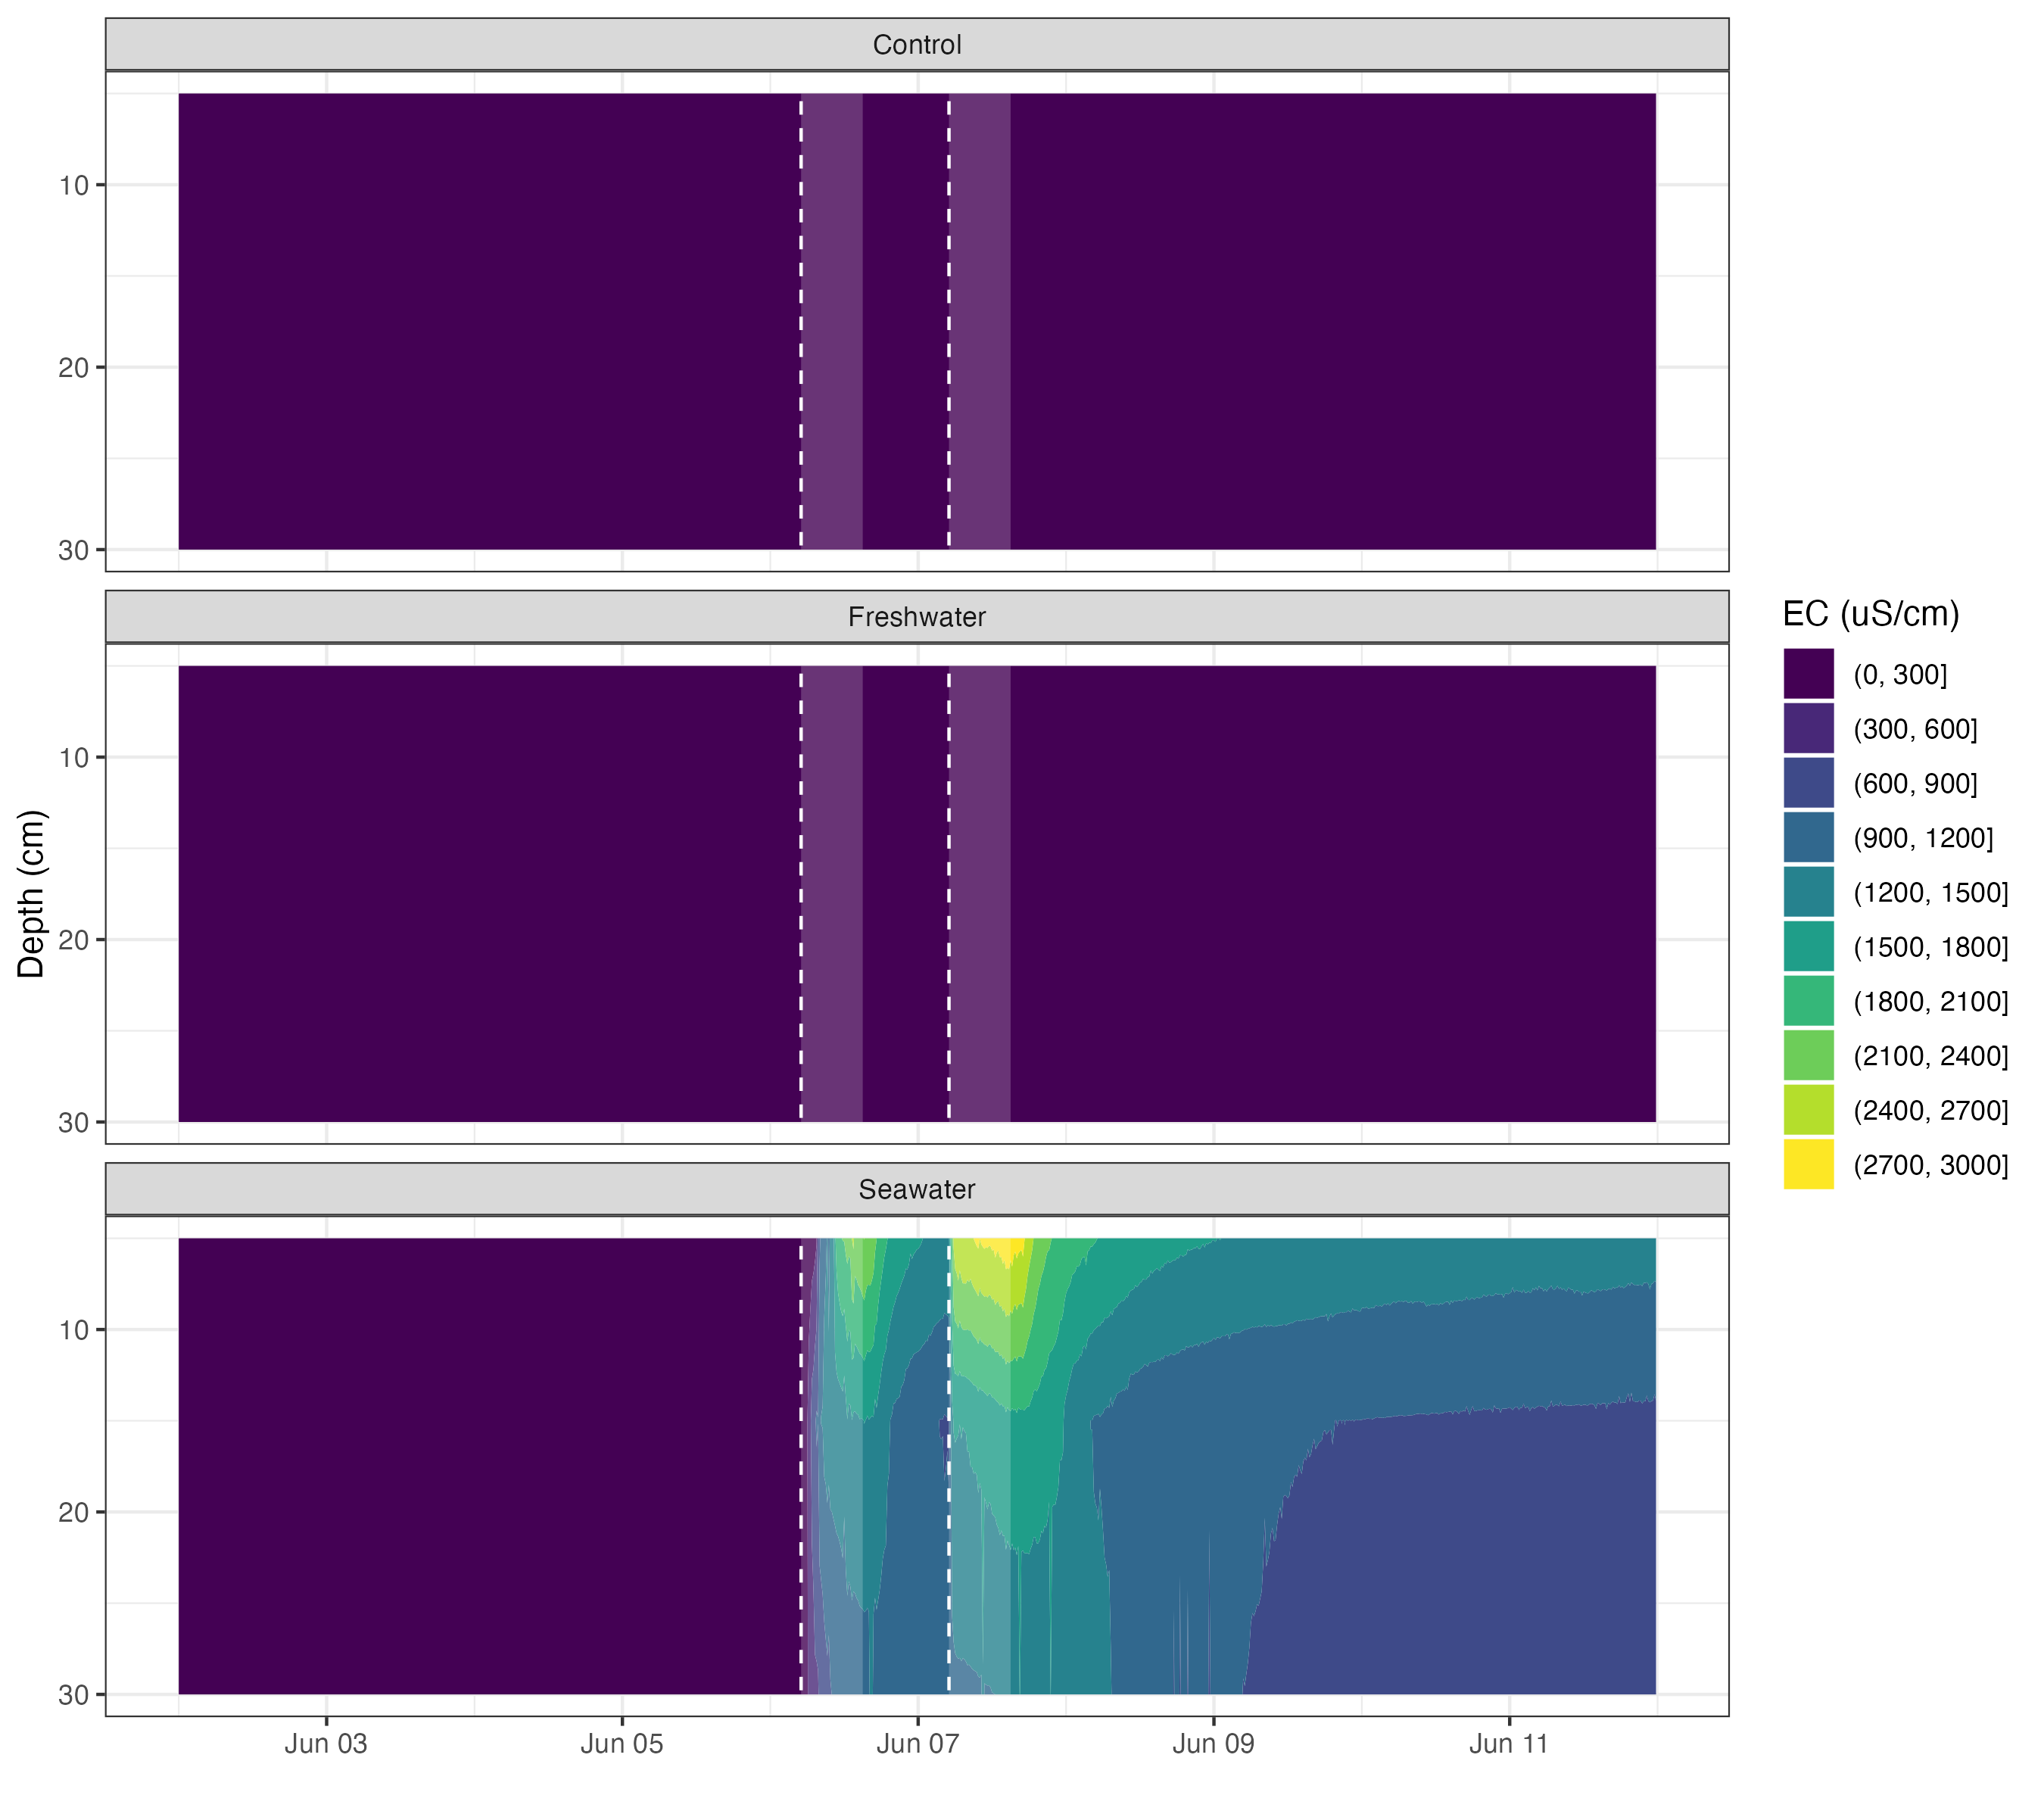 Control
10
20
30
Freshwater
10
20
30
Seawater
10
20
30
Depth (cm)
Jun 03
Jun 05
Jun 07
Jun 09
Jun 11
EC (uS/cm)
(0, 300]
(300, 600]
(600, 900]
(900, 1200]
(1200, 1500]
(1500, 1800]
(1800, 2100]
(2100, 2400]
(2400, 2700]
(2700, 3000]